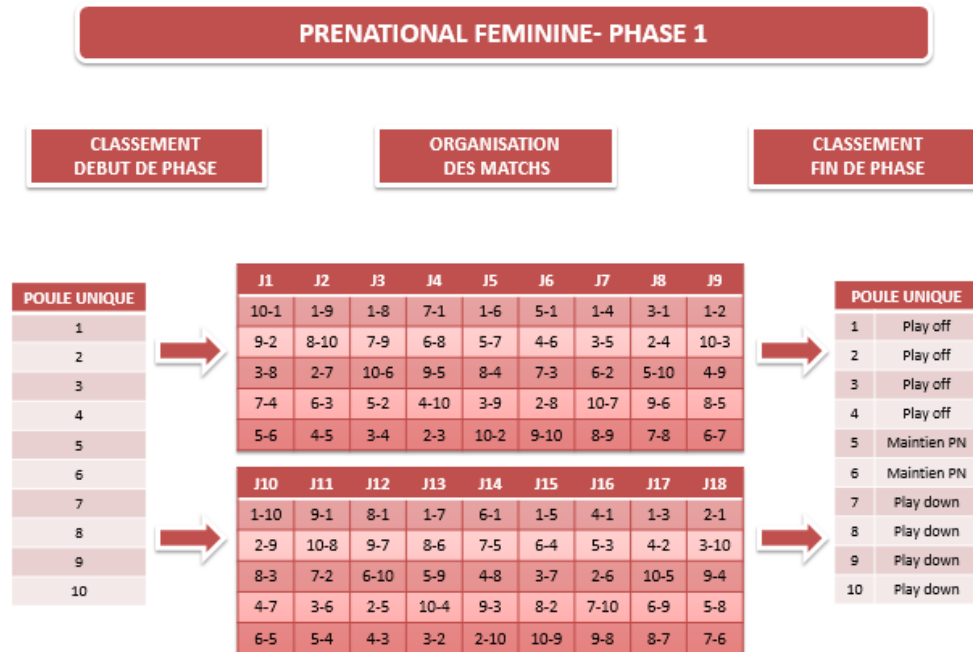 PRENATIONAL FEMININE- PHASE 1
CLASSEMENT
DEBUT DE PHASE
ORGANISATION
DES MATCHS
CLASSEMENT
FIN DE PHASE
POULE UNIQUE
1
2
3
4
5
6
7
8
9
10
J1 J2 J3 J4 J5 J6 J7 J8 J9
10-1 1-9 1-8 7-1 1-6 5-1 1-4 3-1 1-2
9-2 8-10 7-9 6-8 5-7 4-6 3-5 2-4 10-3
3-8 2-7 10-6 9-5 8-4 7-3 6-2 5-10 4-9
7-4 6-3 5-2 4-10 3-9 2-8 10-7 9-6 8-5
5-6 4-5 3-4 2-3 10-2 9-10 8-9 7-8 6-7
J10 J11 J12 J13 J14 J15 J16 J17 J18
1-10 9-1 8-1 1-7 6-1 1-5 4-1 1-3 2-1
2-9 10-8 9-7 8-6 7-5 6-4 5-3 4-2 3-10
8-3 7-2 6-10 5-9 4-8 3-7 2-6 10-5 9-4
4-7 3-6 2-5 10-4 9-3 8-2 7-10 6-9 5-8
6-5 5-4 4-3 3-2 2-10 10-9 9-8 8-7 7-6
POULE UNIQUE
1 Play off
2 Play off
3 Play off
4 Play off
5 Maintien PN
6 Maintien PN
7 Play down
8 Play down
9 Play down
10 Play down